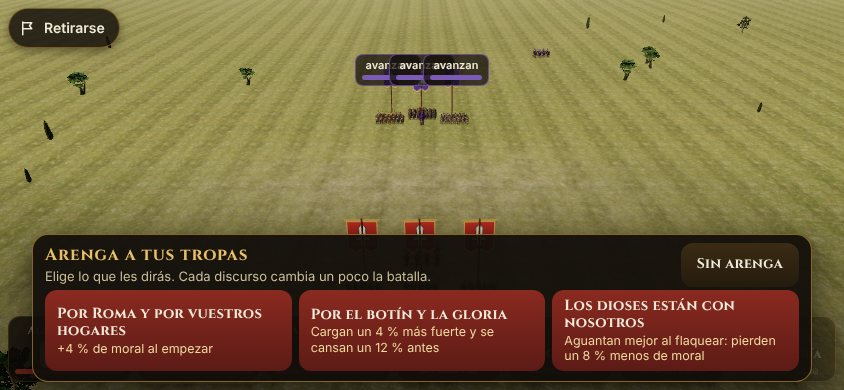 Retirarse
avanzan
ARENGA A TUS TROPAS
Elige lo que les dirás. Cada discurso cambia un poco la batalla.
SIN ARENGA
POR ROMA Y POR VUESTROS
HOGARES
+4 % de moral al empezar
POR EL BOTÍN Y LA GLORIA
Cargan un 4 % más fuerte y se
cansan un 12 % antes
LOS DIOSES ESTÁN CON
NOSOTROS
Aguantan mejor al flaquear: pierden
un 8 % menos de moral